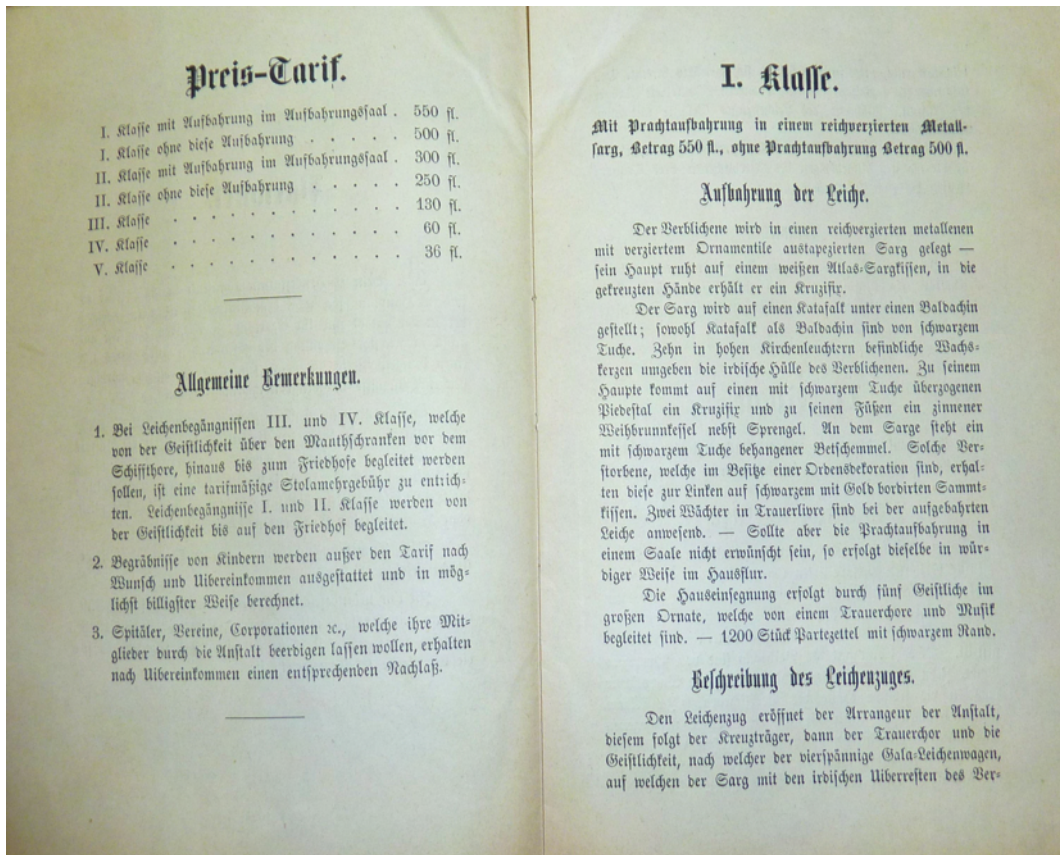 Preis-Tarif.
I. Klasse mit Aufbahrung im Aufbahrungssaal . 550 fl.
I. Klasse ohne diese Aufbahrung . . . . . 500 fl.
II. Klasse mit Aufbahrung im Aufbahrungssaal . 300 fl.
II. Klasse ohne diese Aufbahrung . . . . . 250 fl.
III. Klasse . . . . . . . . . . . 130 fl.
IV. Klasse . . . . . . . . . . . 60 fl.
V. Klasse . . . . . . . . . . . 36 fl.
Allgemeine Bemerkungen.
1. Bei Leichenbegängnissen III. und IV. Klasse, welche
von der Geistlichkeit über den Mauthschranken vor dem
Schiffthore, hinaus bis zum Friedhofe begleitet werden
sollen, ist eine tarifmäßige Stolamehrgebühr zu entrich-
ten. Leichenbegängnisse I. und II. Klasse werden von
der Geistlichkeit bis auf den Friedhof begleitet.
2. Begräbnisse von Kindern werden außer den Tarif nach
Wunsch und Uibereinkommen ausgestattet und in mög-
lichst billigster Weise berechnet.
3. Spitäler, Vereine, Corporationen ꝛc., welche ihre Mit-
glieder durch die Anstalt beerdigen lassen wollen, erhalten
nach Uibereinkommen einen entsprechenden Nachlaß.
I. Klasse.
Mit Prachtaufbahrung in einem reichverzierten Metall-
sarg, Betrag 550 fl., ohne Prachtaufbahrung Betrag 500 fl.
Aufbahrung der Leiche.
Der Verblichene wird in einen reichverzierten metallenen
mit verziertem Ornamentile austapezierten Sarg gelegt —
sein Haupt ruht auf einem weißen Atlas-Sargkissen, in die
gekreuzten Hände erhält er ein Kruzifix.
Der Sarg wird auf einen Katafalk unter einen Baldachin
gestellt; sowohl Katafalk als Baldachin sind von schwarzem
Tuche. Zehn in hohen Kirchenleuchtern befindliche Wachs-
kerzen umgeben die irdische Hülle des Verblichenen. Zu seinem
Haupte kommt auf einen mit schwarzem Tuche überzogenen
Piedestal ein Kruzifix und zu seinen Füßen ein zinnener
Weihbrunnkessel nebst Sprengel. An dem Sarge steht ein
mit schwarzem Tuche behangener Betschemmel. Solche Ver-
storbene, welche im Besitze einer Ordensdekoration sind, erhal-
ten diese zur Linken auf schwarzem mit Gold bordirten Sammt-
kissen. Zwei Wächter in Trauerlivre sind bei der aufgebahrten
Leiche anwesend. — Sollte aber die Prachtaufbahrung in
einem Saale nicht erwünscht sein, so erfolgt dieselbe in wür-
diger Weise im Hausflur.
Die Hauseinsegnung erfolgt durch fünf Geistliche im
großen Ornate, welche von einem Trauerchore und Musik
begleitet sind. — 1200 Stück Partezettel mit schwarzem Rand.
Beschreibung des Leichenzuges.
Den Leichenzug eröffnet der Arrangeur der Anstalt,
diesem folgt der Kreuzträger, dann der Trauerchor und die
Geistlichkeit, nach welcher der vierspännige Gala-Leichenwagen,
auf welchen der Sarg mit den irdischen Uiberresten des Ver-